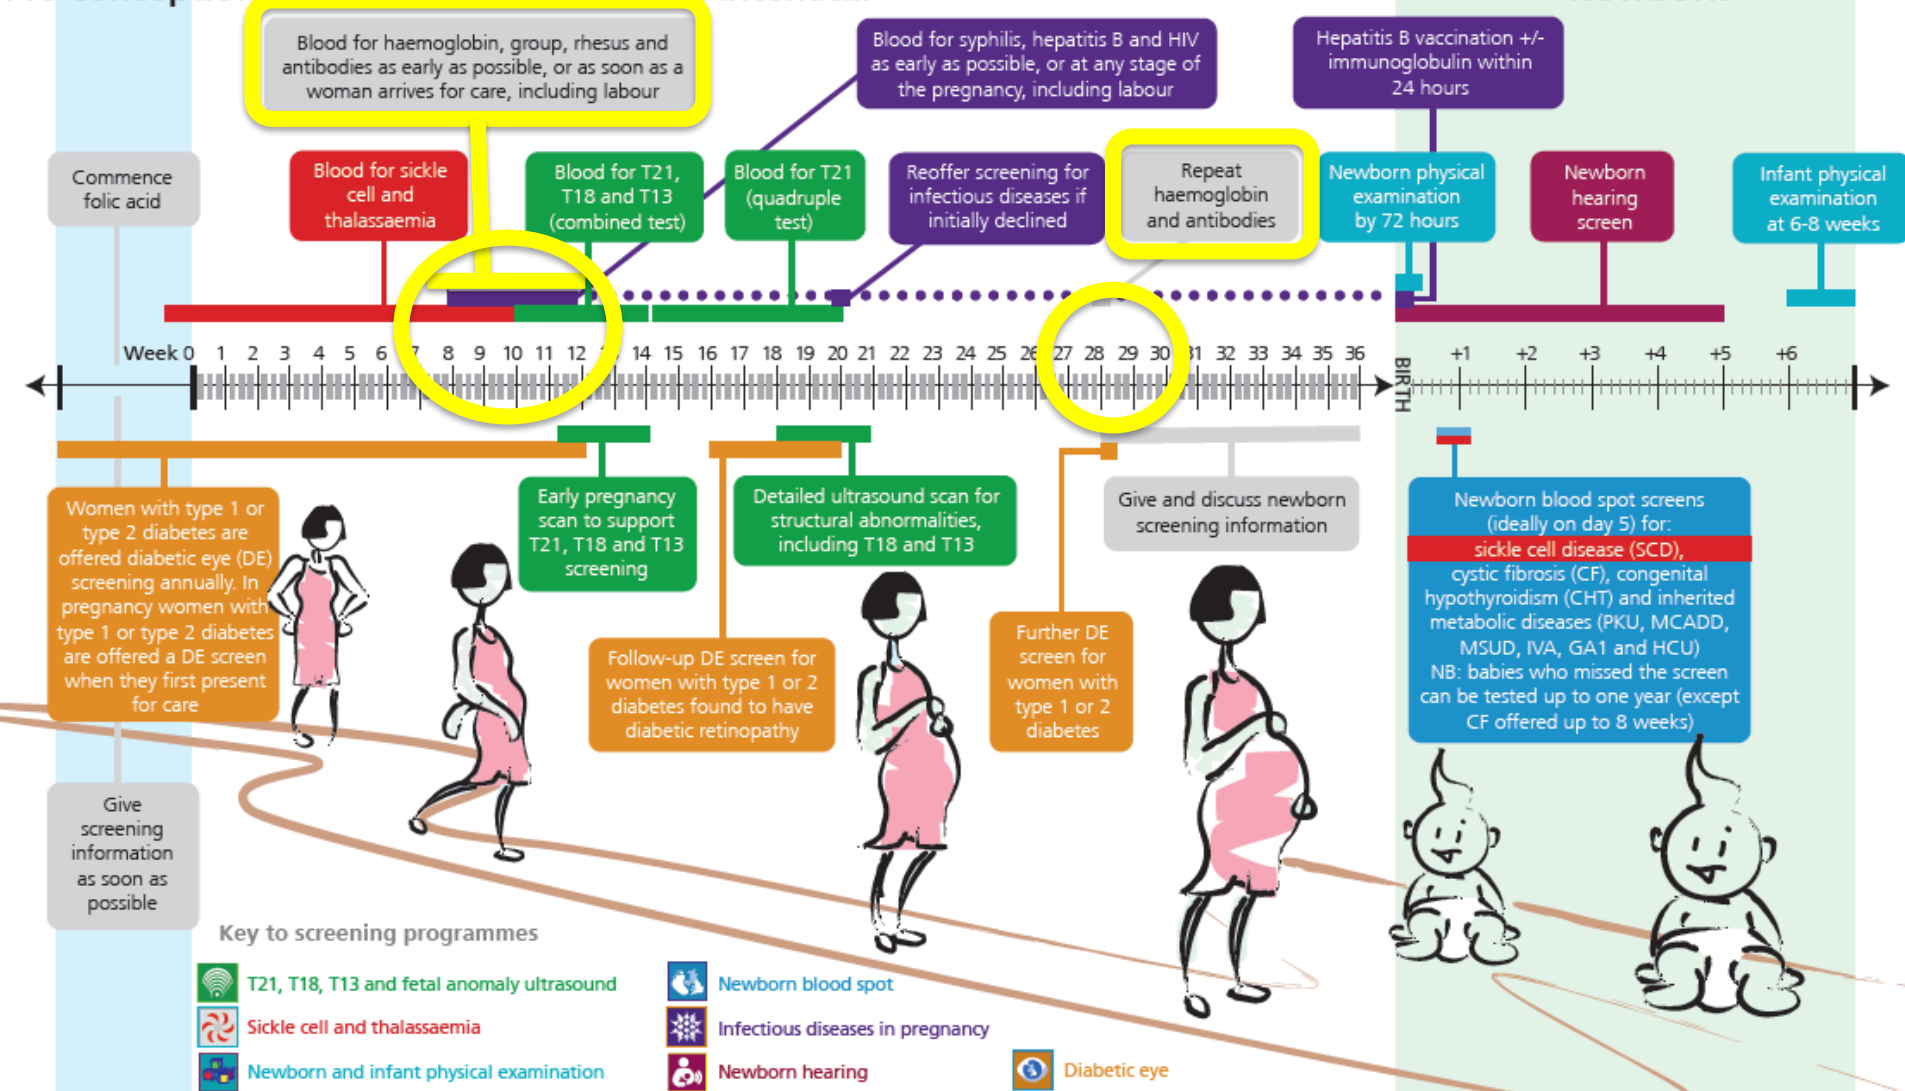 Blood for haemoglobin, group, rhesus and
antibodies as early as possible, or as soon as a
woman arrives for care, including labour
Blood for syphilis, hepatitis B and HIV
as early as possible, or at any stage of
the pregnancy, including labour
Hepatitis B vaccination +/-
immunoglobulin within
24 hours
Commence
folic acid
Blood for sickle
cell and
thalassaemia
Blood for T21,
T18 and T13
(combined test)
Blood for T21
(quadruple
test)
Reoffer screening for
infectious diseases if
initially declined
Repeat
haemoglobin
and antibodies
Newborn physical
examination
by 72 hours
Newborn
hearing
screen
Infant physical
examination
at 6-8 weeks
Week 0 1 2 3 4 5 6 7 8 9 10 11 12 14 15 16 17 18 19 20 21 22 23 24 25 26 27 28 29 30 31 32 33 34 35 36
BIRTH
+1 +2 +3 +4 +5 +6
Women with type 1 or
type 2 diabetes are
offered diabetic eye (DE)
screening annually. In
pregnancy women with
type 1 or type 2 diabetes
are offered a DE screen
when they first present
for care
Early pregnancy
scan to support
T21, T18 and T13
screening
Detailed ultrasound scan for
structural abnormalities,
including T18 and T13
Give and discuss newborn
screening information
Newborn blood spot screens
(ideally on day 5) for:
sickle cell disease (SCD),
cystic fibrosis (CF), congenital
hypothyroidism (CHT) and inherited
metabolic diseases (PKU, MCADD,
MSUD, IVA, GA1 and HCU)
NB: babies who missed the screen
can be tested up to one year (except
CF offered up to 8 weeks)
Follow-up DE screen for
women with type 1 or 2
diabetes found to have
diabetic retinopathy
Further DE
screen for
women with
type 1 or 2
diabetes
Give
screening
information
as soon as
possible
Key to screening programmes
T21, T18, T13 and fetal anomaly ultrasound
Sickle cell and thalassaemia
Newborn and infant physical examination
Newborn blood spot
Infectious diseases in pregnancy
Newborn hearing
Diabetic eye